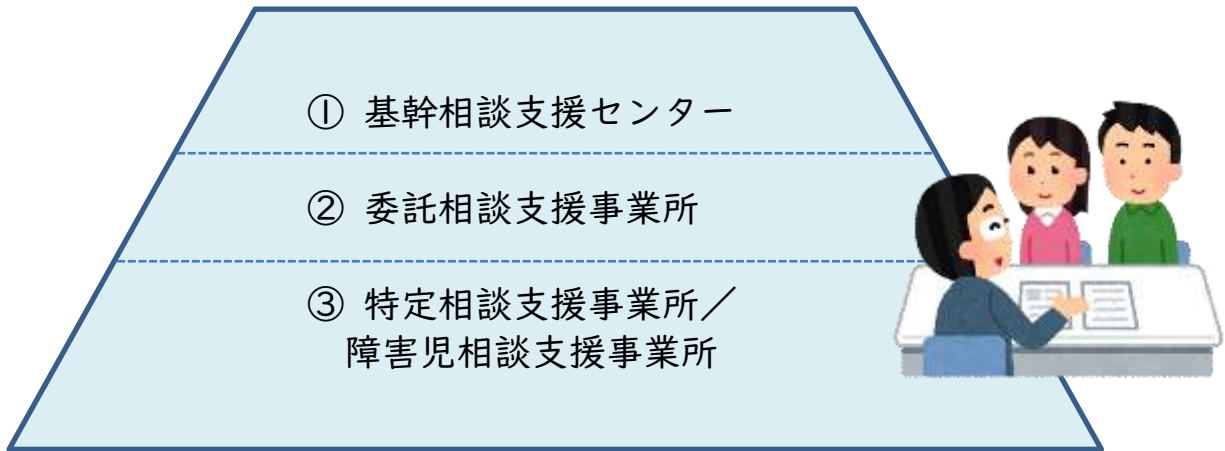 ① 基幹相談支援センター
② 委託相談支援事業所
③ 特定相談支援事業所／
障害児相談支援事業所